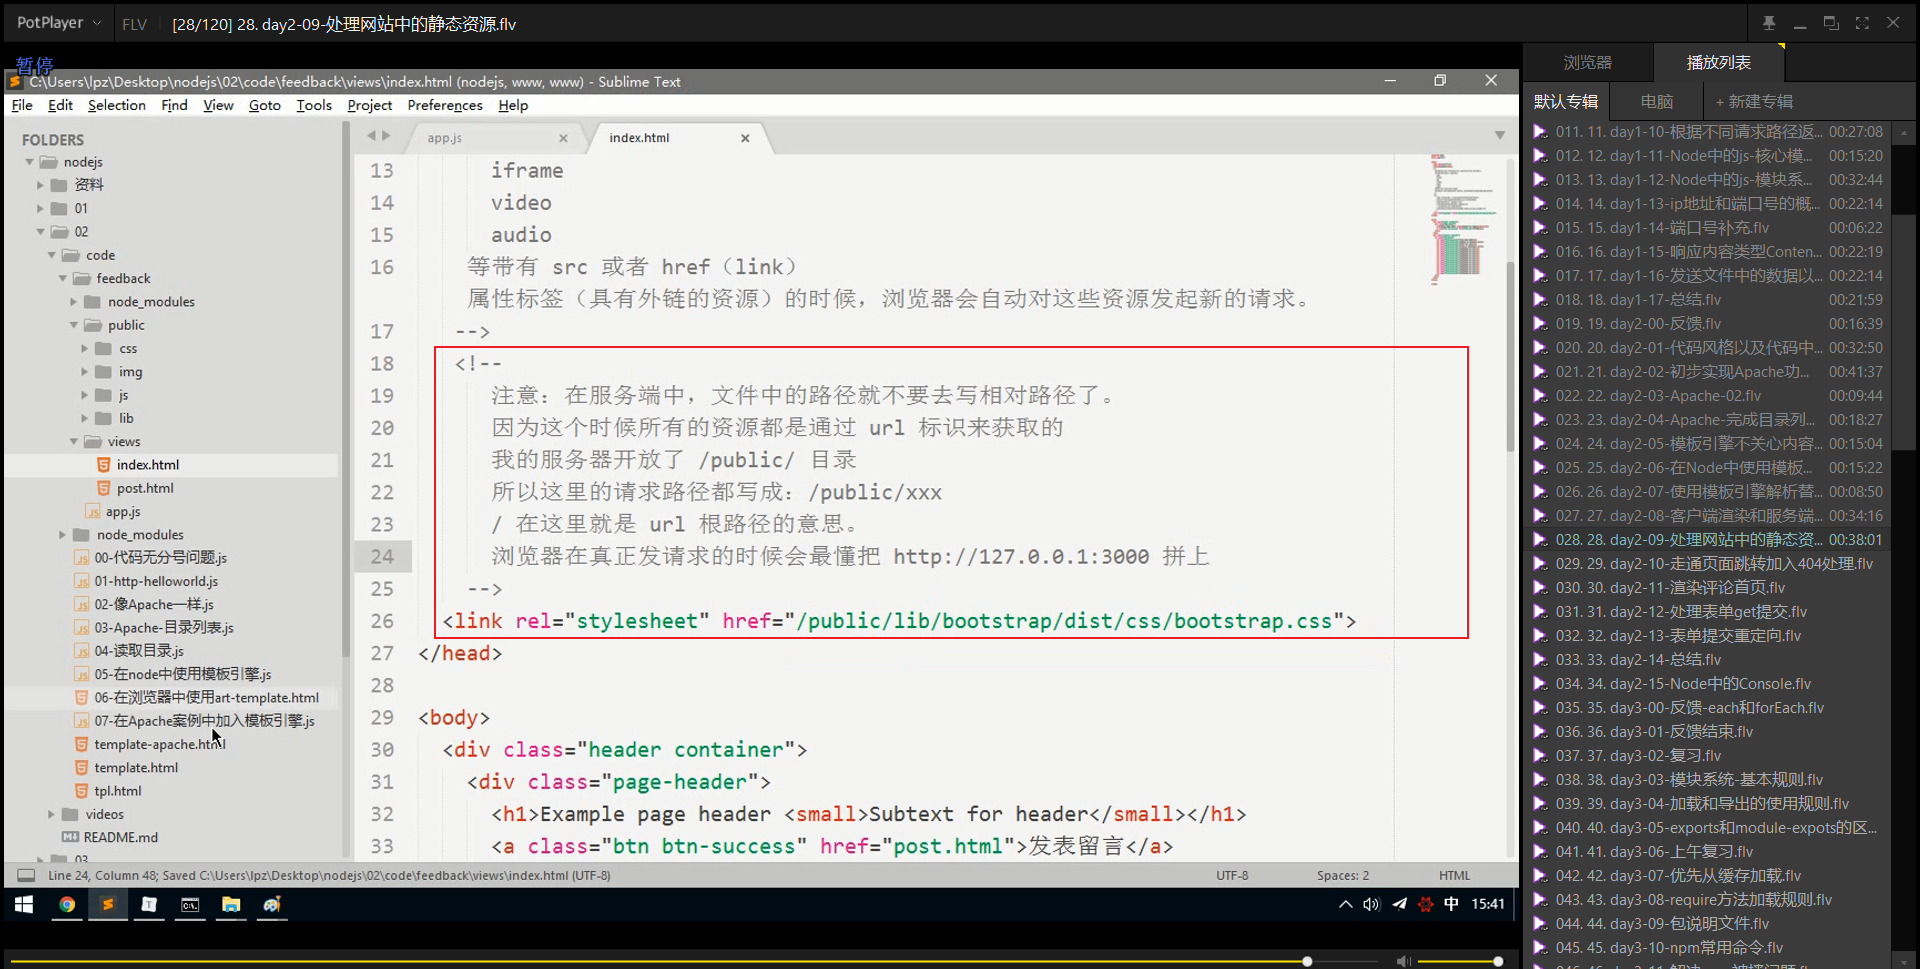 PotPlayer
FLV
[28/120] 28. day2-09-处理网站中的静态资源.flv
暂停
C:\Users\lpz\Desktop\nodejs\02\code\feedback\views\index.html (nodejs, www, www) - Sublime Text
File Edit Selection Find View Goto Tools Project Preferences Help
FOLDERS
nodejs
资料
01
02
code
feedback
node_modules
public
css
img
js
lib
views
index.html
post.html
app.js
node_modules
00-代码无分号问题.js
01-http-helloworld.js
02-像Apache一样.js
03-Apache-目录列表.js
04-读取目录.js
05-在node中使用模板引擎.js
06-在浏览器中使用art-template.html
07-在Apache案例中加入模板引擎.js
template-apache.html
template.html
tpl.html
videos
README.md
03
app.js
index.html
13 iframe
14 video
15 audio
16 等带有 src 或者 href（link）
属性标签（具有外链的资源）的时候，浏览器会自动对这些资源发起新的请求。
17 -->
18 <!--
19 注意：在服务端中，文件中的路径就不要去写相对路径了。
20 因为这个时候所有的资源都是通过 url 标识来获取的
21 我的服务器开放了 /public/ 目录
22 所以这里的请求路径都写成：/public/xxx
23 / 在这里就是 url 根路径的意思。
24 浏览器在真正发请求的时候会最懂把 http://127.0.0.1:3000 拼上
25 -->
26 <link rel="stylesheet" href="/public/lib/bootstrap/dist/css/bootstrap.css">
27 </head>
28
29 <body>
30 <div class="header container">
31 <div class="page-header">
32 <h1>Example page header <small>Subtext for header</small></h1>
33 <a class="btn btn-success" href="post.html">发表留言</a>
Line 24, Column 48; Saved C:\Users\lpz\Desktop\nodejs\02\code\feedback\views\index.html (UTF-8)
UTF-8
Spaces: 2
HTML
中
15:41
浏览器
播放列表
默认专辑
电脑
+ 新建专辑
011. 11. day1-10-根据不同请求路径返... 00:27:08
012. 12. day1-11-Node中的js-核心模... 00:15:20
013. 13. day1-12-Node中的js-模块系... 00:32:44
014. 14. day1-13-ip地址和端口号的概... 00:22:14
015. 15. day1-14-端口号补充.flv 00:06:22
016. 16. day1-15-响应内容类型Conten... 00:22:19
017. 17. day1-16-发送文件中的数据以... 00:22:14
018. 18. day1-17-总结.flv 00:21:59
019. 19. day2-00-反馈.flv 00:16:39
020. 20. day2-01-代码风格以及代码中... 00:32:50
021. 21. day2-02-初步实现Apache功... 00:41:37
022. 22. day2-03-Apache-02.flv 00:09:44
023. 23. day2-04-Apache-完成目录列... 00:18:27
024. 24. day2-05-模板引擎不关心内容... 00:15:04
025. 25. day2-06-在Node中使用模板... 00:15:22
026. 26. day2-07-使用模板引擎解析替... 00:08:50
027. 27. day2-08-客户端渲染和服务端... 00:34:16
028. 28. day2-09-处理网站中的静态资... 00:38:01
029. 29. day2-10-走通页面跳转加入404处理.flv
030. 30. day2-11-渲染评论首页.flv
031. 31. day2-12-处理表单get提交.flv
032. 32. day2-13-表单提交重定向.flv
033. 33. day2-14-总结.flv
034. 34. day2-15-Node中的Console.flv
035. 35. day3-00-反馈-each和forEach.flv
036. 36. day3-01-反馈结束.flv
037. 37. day3-02-复习.flv
038. 38. day3-03-模块系统-基本规则.flv
039. 39. day3-04-加载和导出的使用规则.flv
040. 40. day3-05-exports和module-expots的区...
041. 41. day3-06-上午复习.flv
042. 42. day3-07-优先从缓存加载.flv
043. 43. day3-08-require方法加载规则.flv
044. 44. day3-09-包说明文件.flv
045. 45. day3-10-npm常用命令.flv